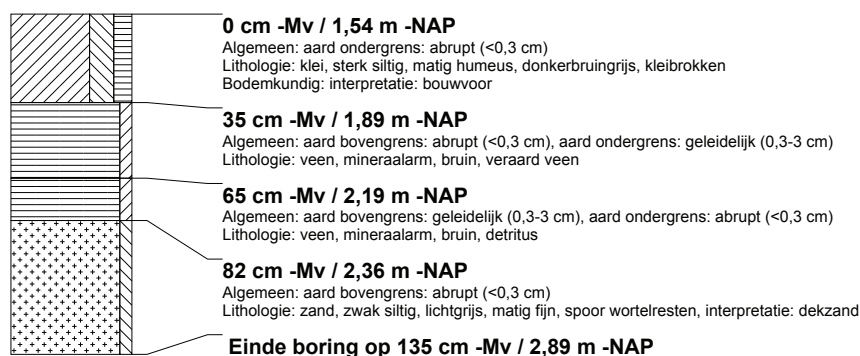 0 cm -Mv / 1,54 m -NAP
Algemeen: aard ondergrens: abrupt (<0,3 cm)
Lithologie: klei, sterk siltig, matig humeus, donkerbruingrijs, kleibrokken
Bodemkundig: interpretatie: bouwvoor
35 cm -Mv / 1,89 m -NAP
Algemeen: aard bovengrens: abrupt (<0,3 cm), aard ondergrens: geleidelijk (0,3-3 cm)
Lithologie: veen, mineraalarm, bruin, veraard veen
65 cm -Mv / 2,19 m -NAP
Algemeen: aard bovengrens: geleidelijk (0,3-3 cm), aard ondergrens: abrupt (<0,3 cm)
Lithologie: veen, mineraalarm, bruin, detritus
82 cm -Mv / 2,36 m -NAP
Algemeen: aard bovengrens: abrupt (<0,3 cm)
Lithologie: zand, zwak siltig, lichtgrijs, matig fijn, spoor wortelresten, interpretatie: dekzand
Einde boring op 135 cm -Mv / 2,89 m -NAP